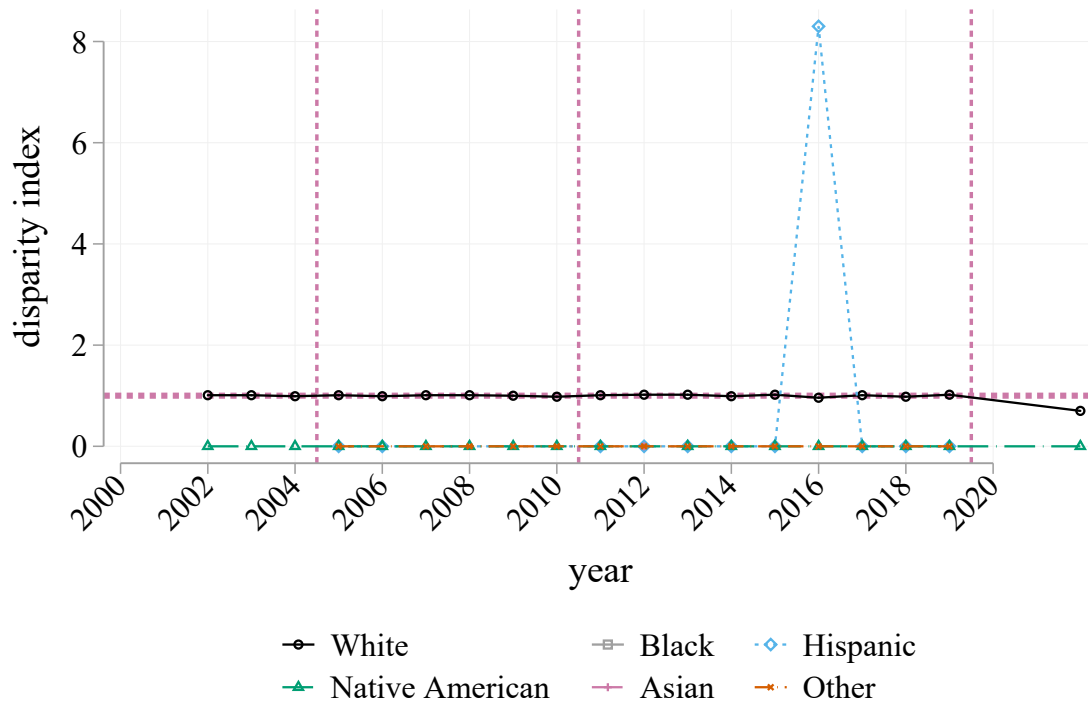 disparity index
8
6
4
2
0
2000
2002
2004
2006
2008
2010
2012
2014
2016
2018
2020
year
White
Black
Hispanic
Native American
Asian
Other